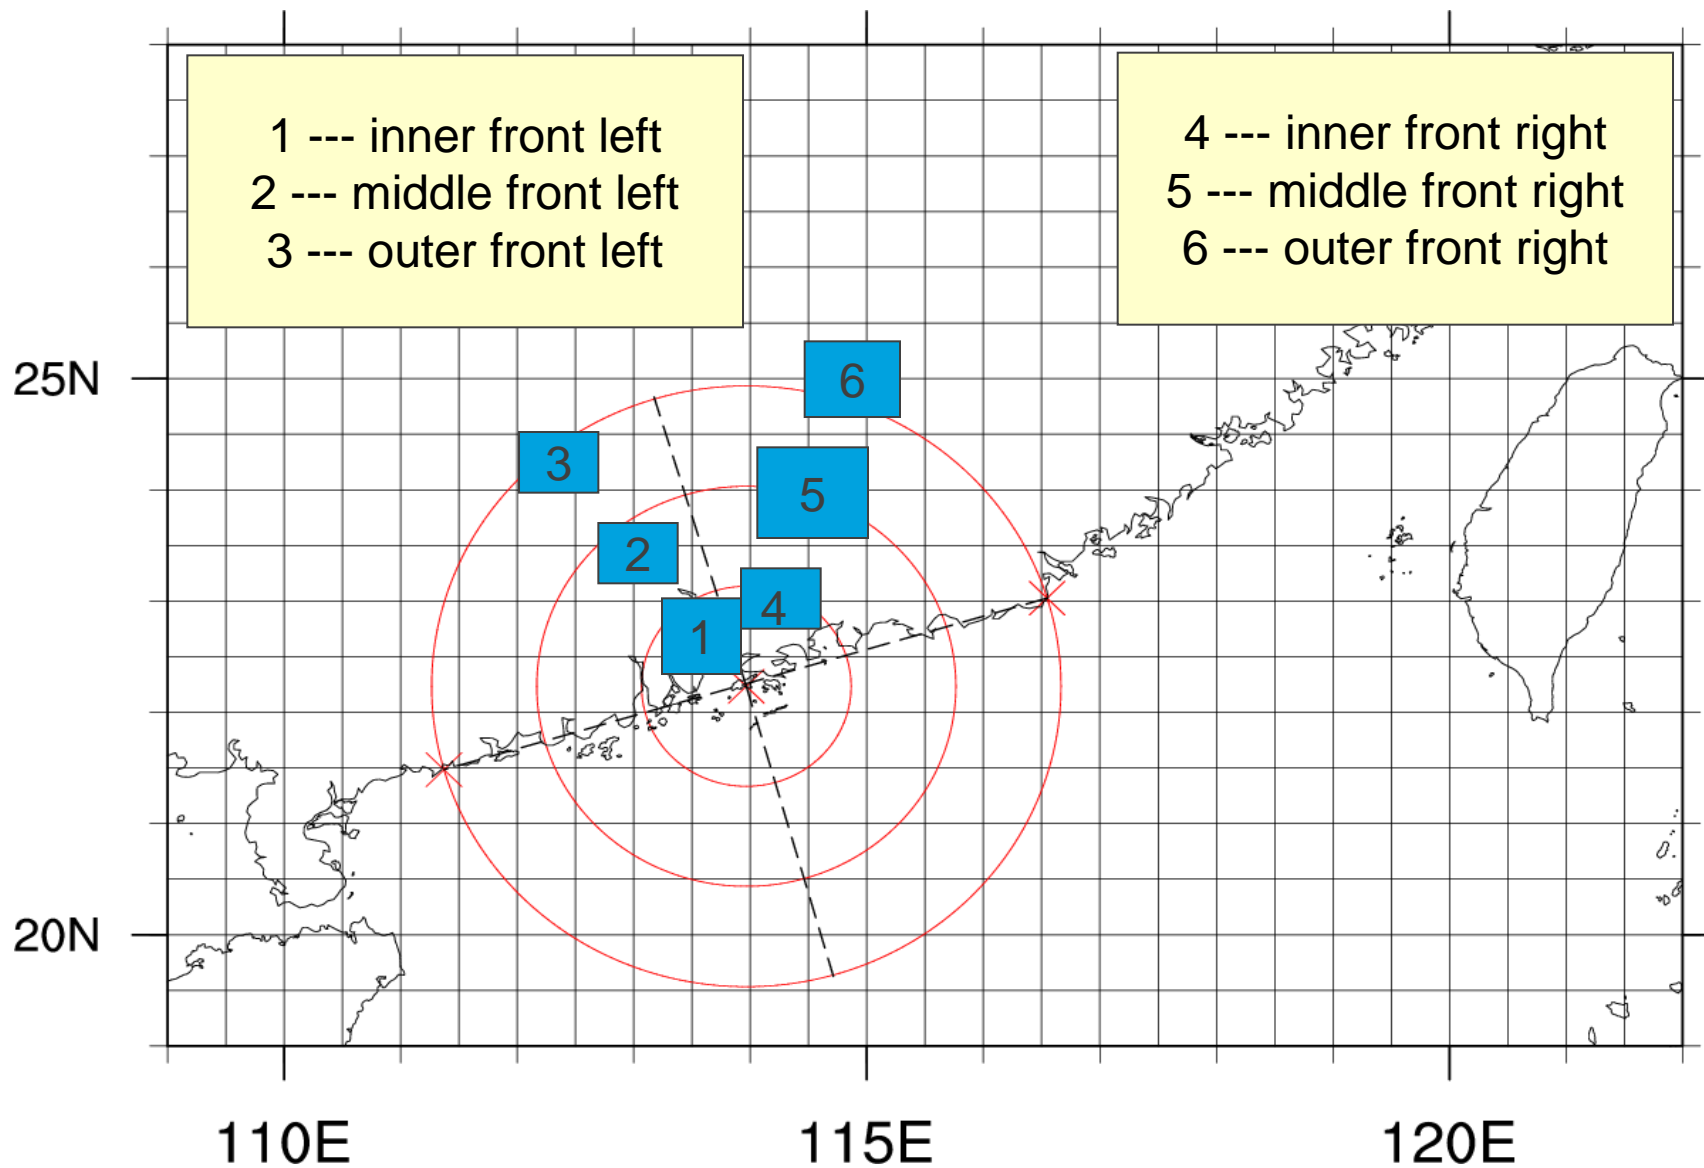 1 --- inner front left
2 --- middle front left
3 --- outer front left
4 --- inner front right
5 --- middle front right
6 --- outer front right
6
25N
3
5
2
4
1
20N
110E
115E
120E